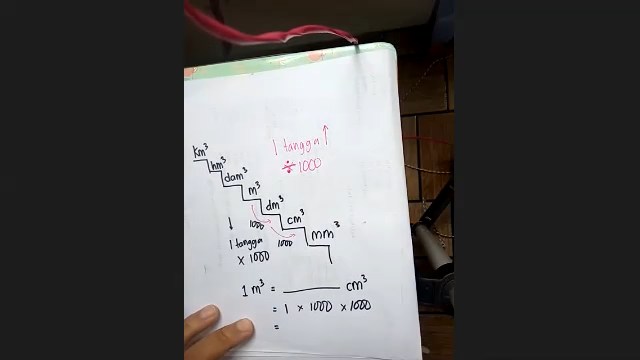 1 tangga ↑
÷ 1000
km³
hm³
dam³
m³
dm³
cm³
mm³
1000
1000
↓
1 tangga
× 1000
1 m³ = ______ cm³
= 1 × 1000 × 1000
=